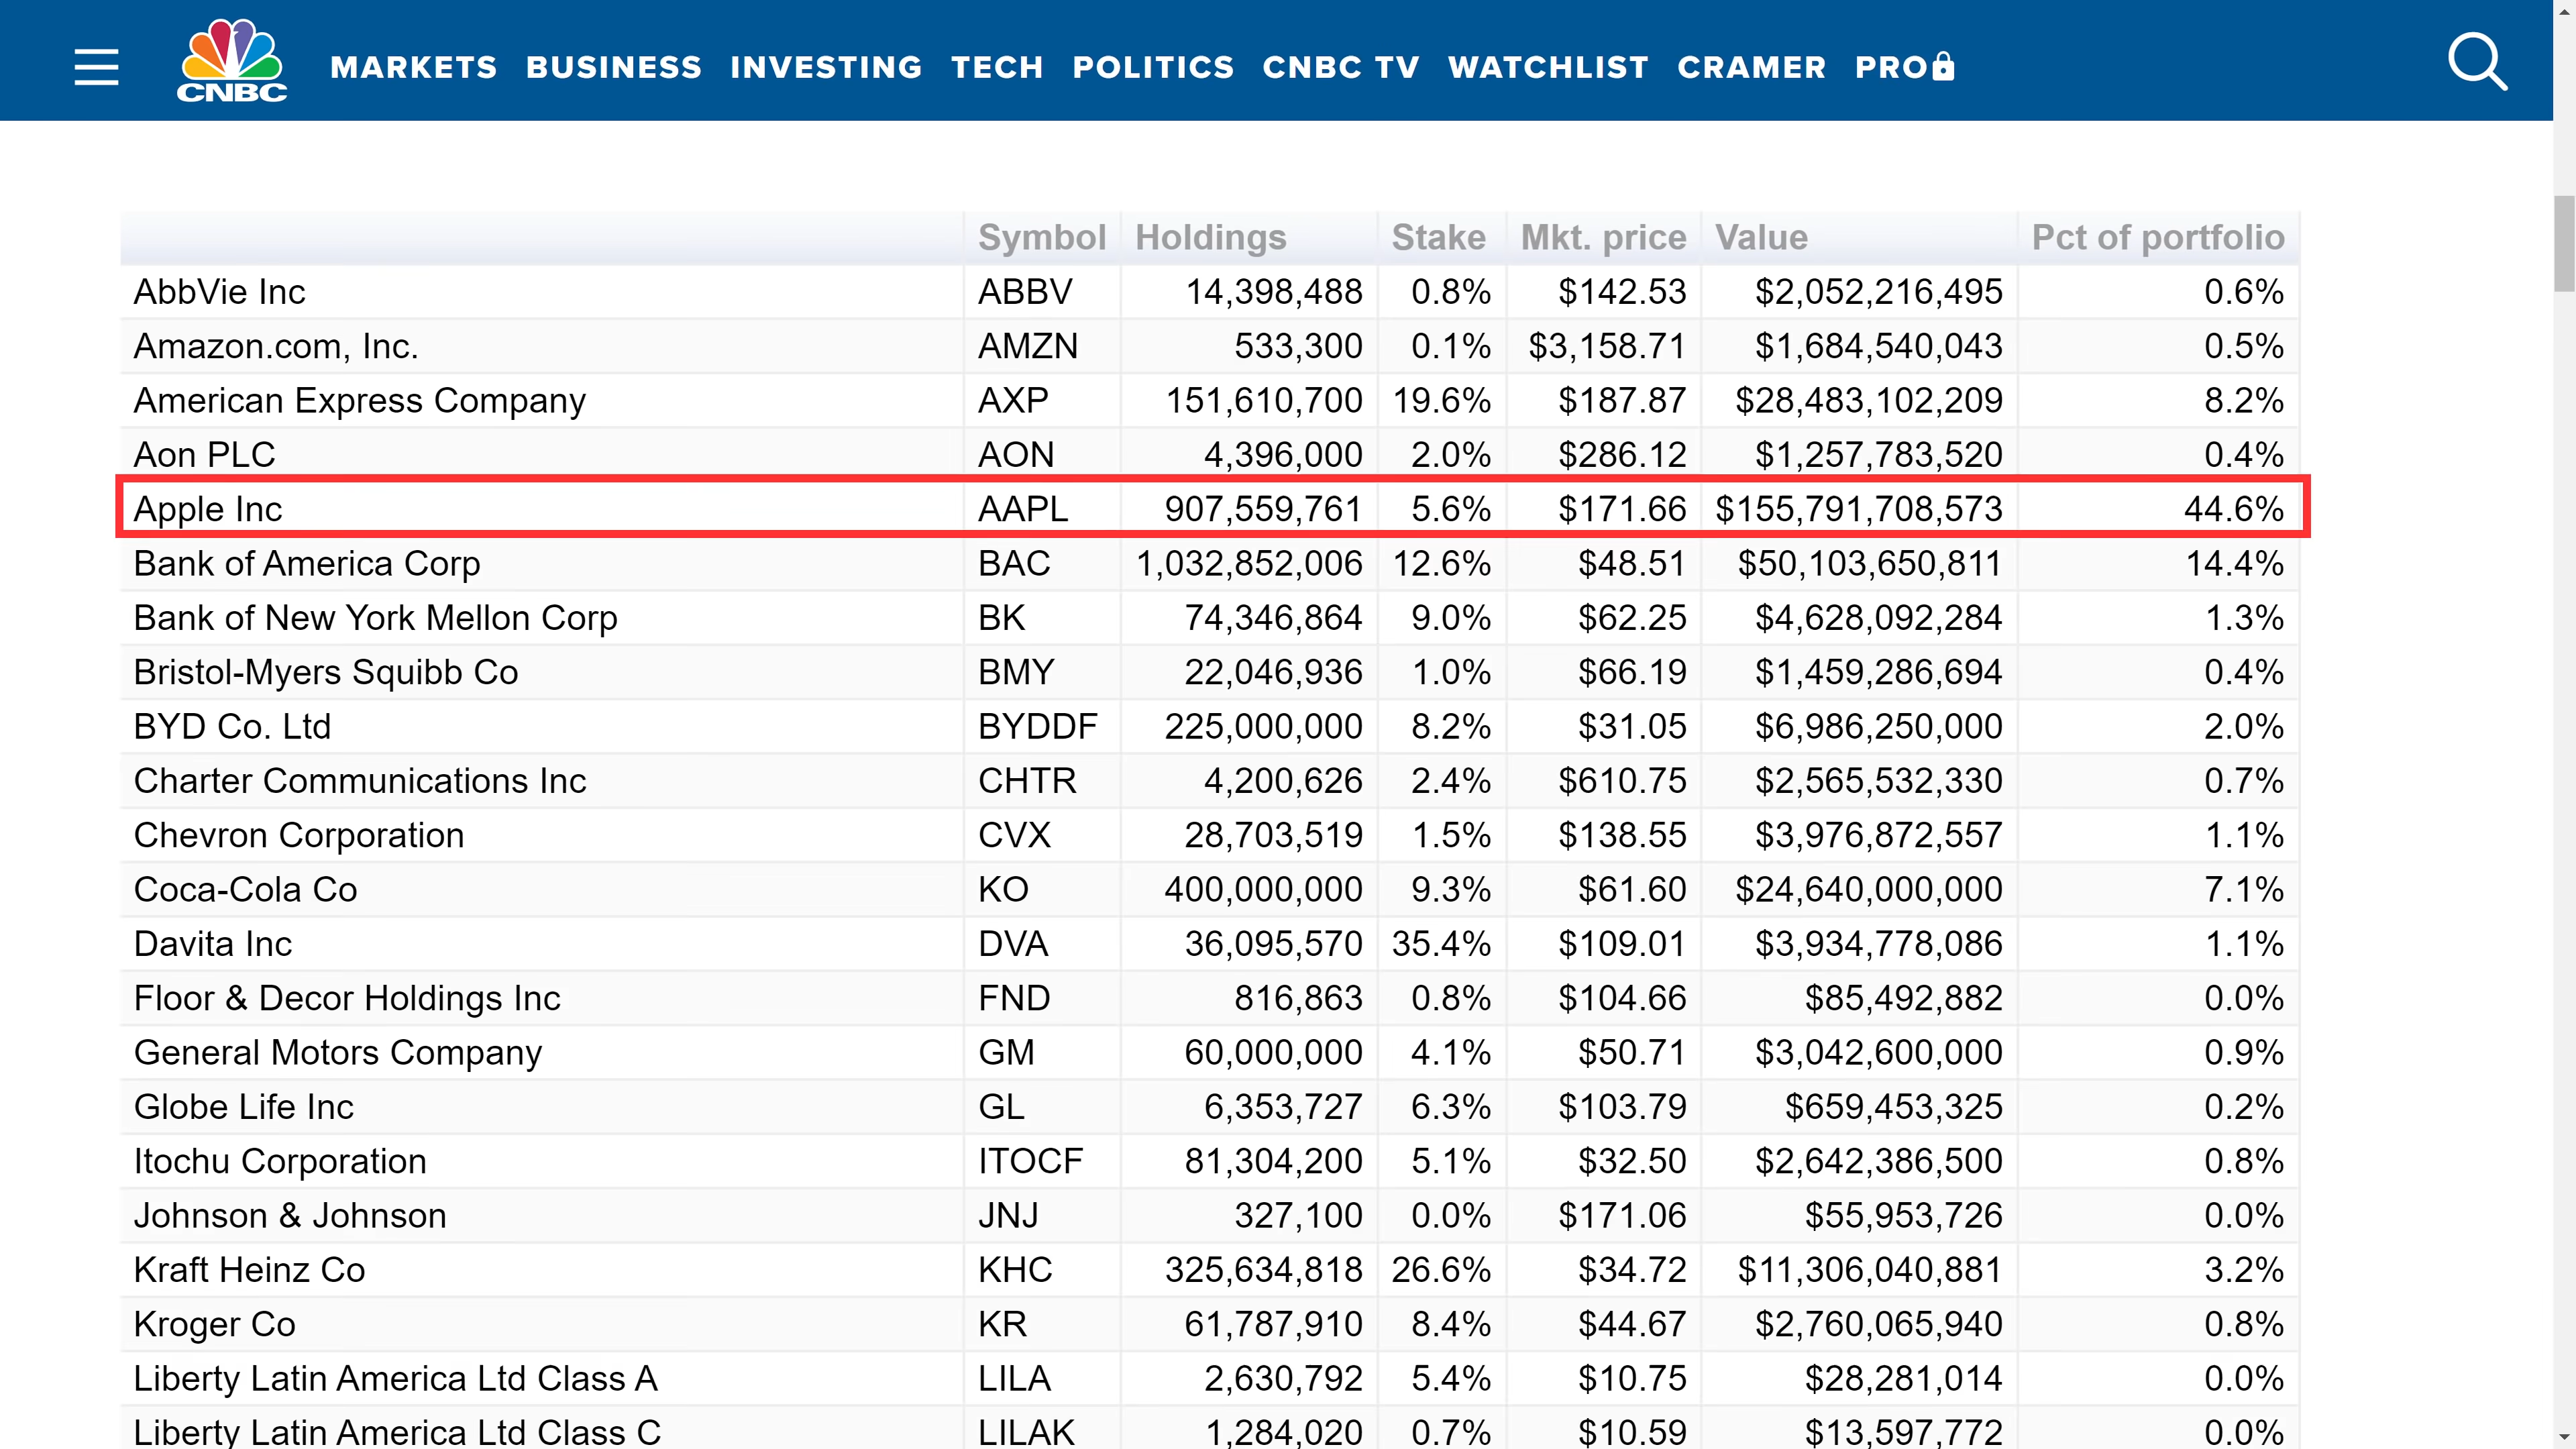 CNBC MARKETS BUSINESS INVESTING TECH POLITICS CNBC TV WATCHLIST CRAMER PRO
Symbol Holdings Stake Mkt. price Value Pct of portfolio
AbbVie Inc ABBV 14,398,488 0.8% $142.53 $2,052,216,495 0.6%
Amazon.com, Inc. AMZN 533,300 0.1% $3,158.71 $1,684,540,043 0.5%
American Express Company AXP 151,610,700 19.6% $187.87 $28,483,102,209 8.2%
Aon PLC AON 4,396,000 2.0% $286.12 $1,257,783,520 0.4%
Apple Inc AAPL 907,559,761 5.6% $171.66 $155,791,708,573 44.6%
Bank of America Corp BAC 1,032,852,006 12.6% $48.51 $50,103,650,811 14.4%
Bank of New York Mellon Corp BK 74,346,864 9.0% $62.25 $4,628,092,284 1.3%
Bristol-Myers Squibb Co BMY 22,046,936 1.0% $66.19 $1,459,286,694 0.4%
BYD Co. Ltd BYDDF 225,000,000 8.2% $31.05 $6,986,250,000 2.0%
Charter Communications Inc CHTR 4,200,626 2.4% $610.75 $2,565,532,330 0.7%
Chevron Corporation CVX 28,703,519 1.5% $138.55 $3,976,872,557 1.1%
Coca-Cola Co KO 400,000,000 9.3% $61.60 $24,640,000,000 7.1%
Davita Inc DVA 36,095,570 35.4% $109.01 $3,934,778,086 1.1%
Floor & Decor Holdings Inc FND 816,863 0.8% $104.66 $85,492,882 0.0%
General Motors Company GM 60,000,000 4.1% $50.71 $3,042,600,000 0.9%
Globe Life Inc GL 6,353,727 6.3% $103.79 $659,453,325 0.2%
Itochu Corporation ITOCF 81,304,200 5.1% $32.50 $2,642,386,500 0.8%
Johnson & Johnson JNJ 327,100 0.0% $171.06 $55,953,726 0.0%
Kraft Heinz Co KHC 325,634,818 26.6% $34.72 $11,306,040,881 3.2%
Kroger Co KR 61,787,910 8.4% $44.67 $2,760,065,940 0.8%
Liberty Latin America Ltd Class A LILA 2,630,792 5.4% $10.75 $28,281,014 0.0%
Liberty Latin America Ltd Class C LILAK 1,284,020 0.7% $10.59 $13,597,772 0.0%